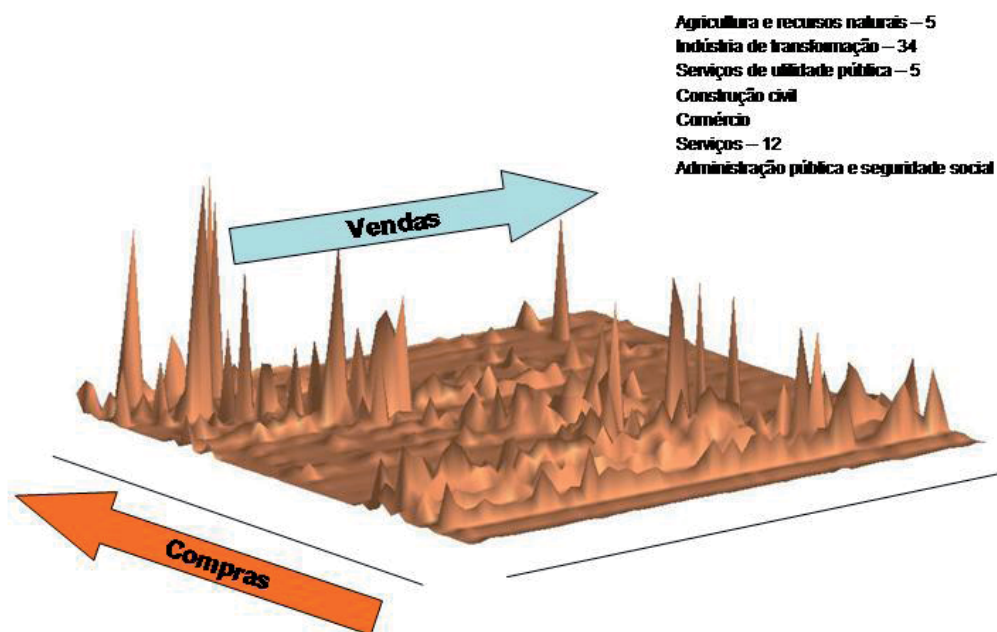 Agricultura e recursos naturais – 5
Indústria de transformação – 34
Serviços de utilidade pública – 5
Construção civil
Comércio
Serviços – 12
Administração pública e seguridade social
Vendas
Compras